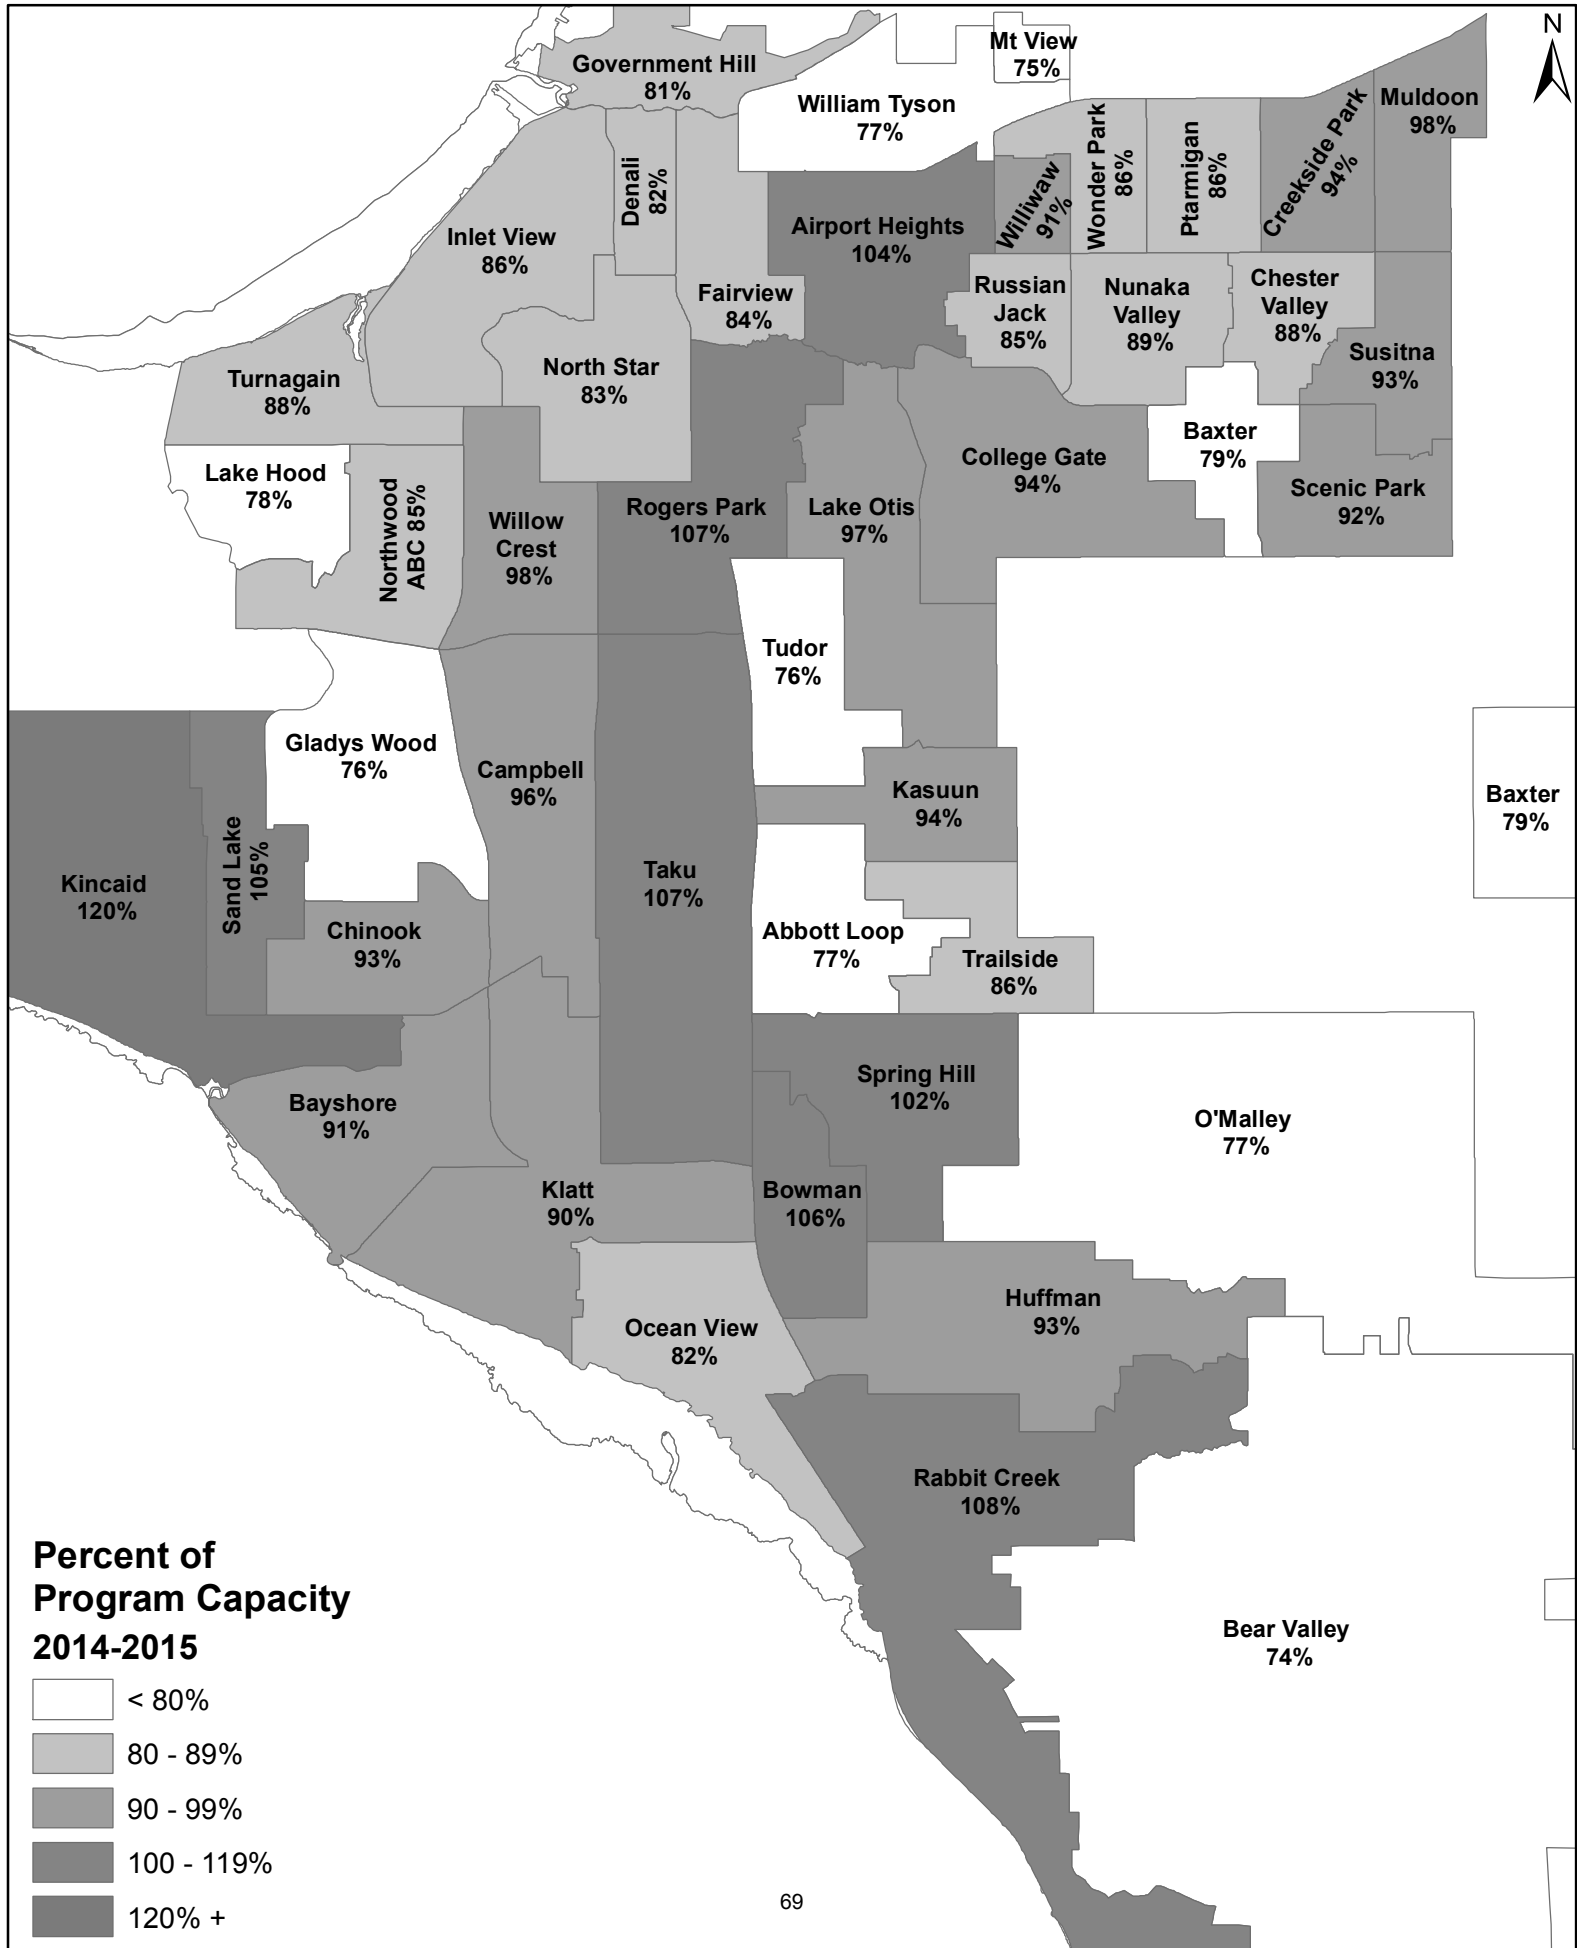 N
Mt View
75%
Government Hill
81%
William Tyson
77%
Muldoon
98%
Creekside Park
94%
Wonder Park
86%
Ptarmigan
86%
Denali
82%
Williwaw
91%
Airport Heights
104%
Inlet View
86%
Fairview
84%
Russian
Jack
85%
Nunaka
Valley
89%
Chester
Valley
88%
Susitna
93%
North Star
83%
Turnagain
88%
Baxter
79%
College Gate
94%
Lake Hood
78%
Northwood
ABC 85%
Willow
Crest
98%
Rogers Park
107%
Lake Otis
97%
Scenic Park
92%
Tudor
76%
Gladys Wood
76%
Campbell
96%
Kasuun
94%
Baxter
79%
Kincaid
120%
Sand Lake
105%
Taku
107%
Chinook
93%
Abbott Loop
77%
Trailside
86%
Spring Hill
102%
Bayshore
91%
O'Malley
77%
Klatt
90%
Bowman
106%
Huffman
93%
Ocean View
82%
Rabbit Creek
108%
Bear Valley
74%
Percent of
Program Capacity
2014-2015
< 80%
80 - 89%
90 - 99%
100 - 119%
120% +
69